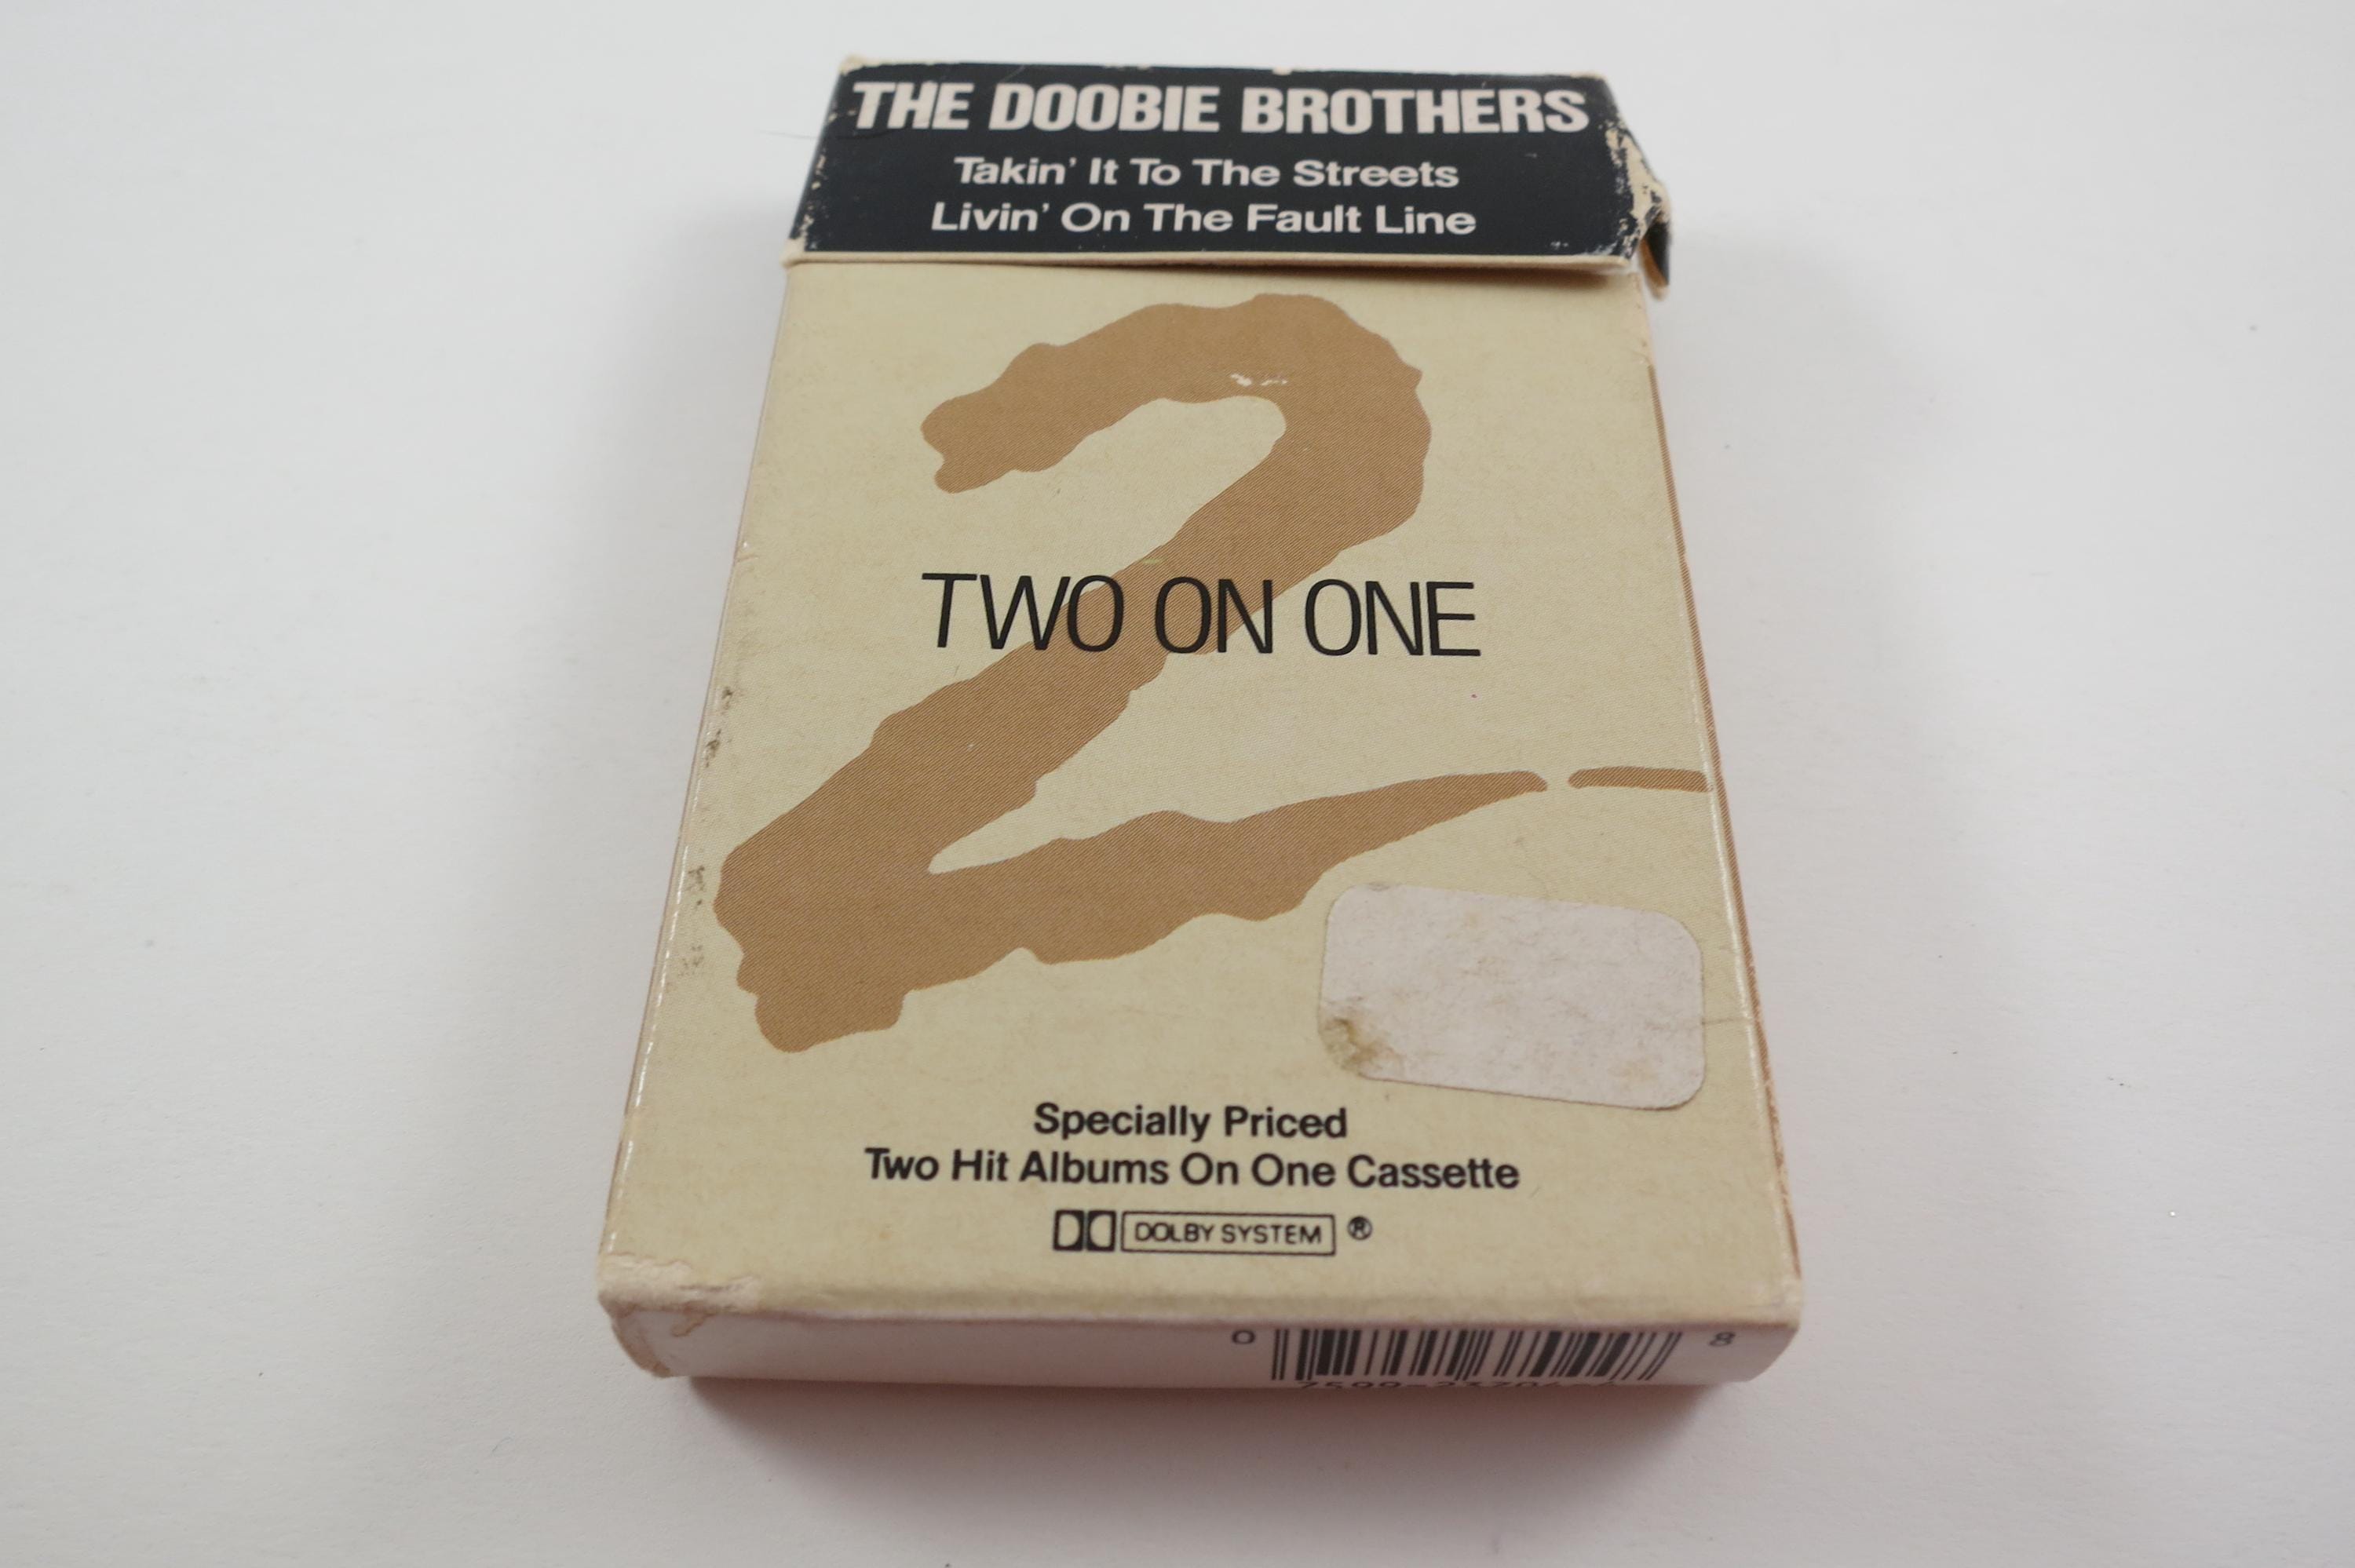 THE DOOBIE BROTHERS
Takin' It To The Streets
Livin' On The Fault Line
2
TWO ON ONE
Specially Priced
Two Hit Albums On One Cassette
DOLBY SYSTEM ®
0 8